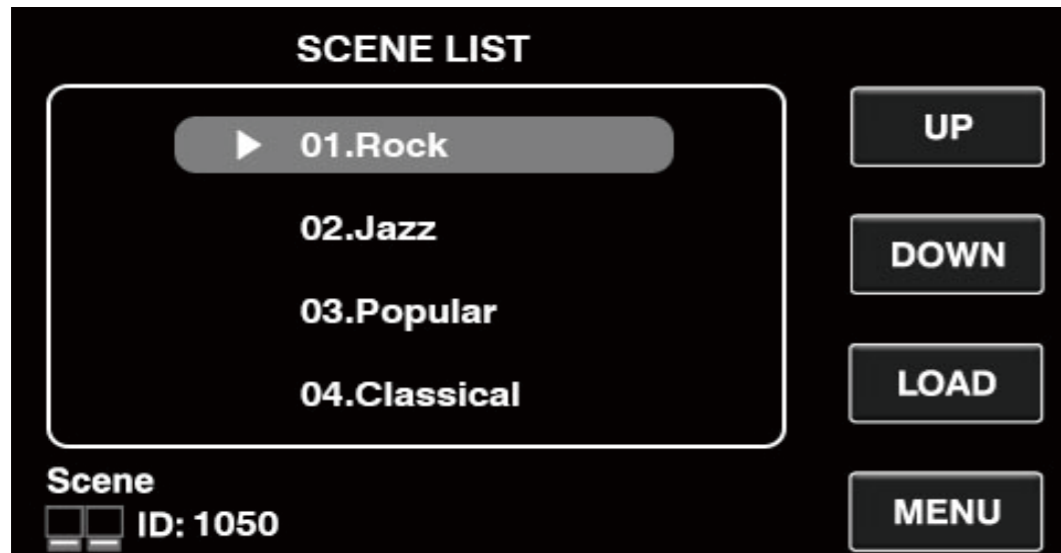 SCENE LIST
01.Rock
02.Jazz
03.Popular
04.Classical
Scene
ID: 1050
UP
DOWN
LOAD
MENU